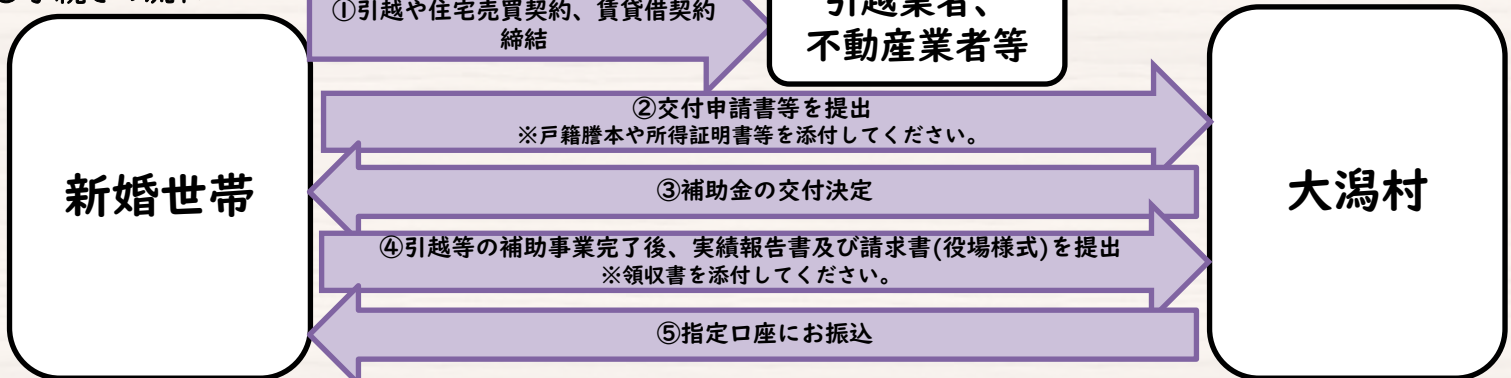 ①引越や住宅売買契約、賃貸借契約
締結
引越業者、
不動産業者等
②交付申請書等を提出
※戸籍謄本や所得証明書等を添付してください。
新婚世帯
③補助金の交付決定
大潟村
④引越等の補助事業完了後、実績報告書及び請求書(役場様式)を提出
※領収書を添付してください。
⑤指定口座にお振込